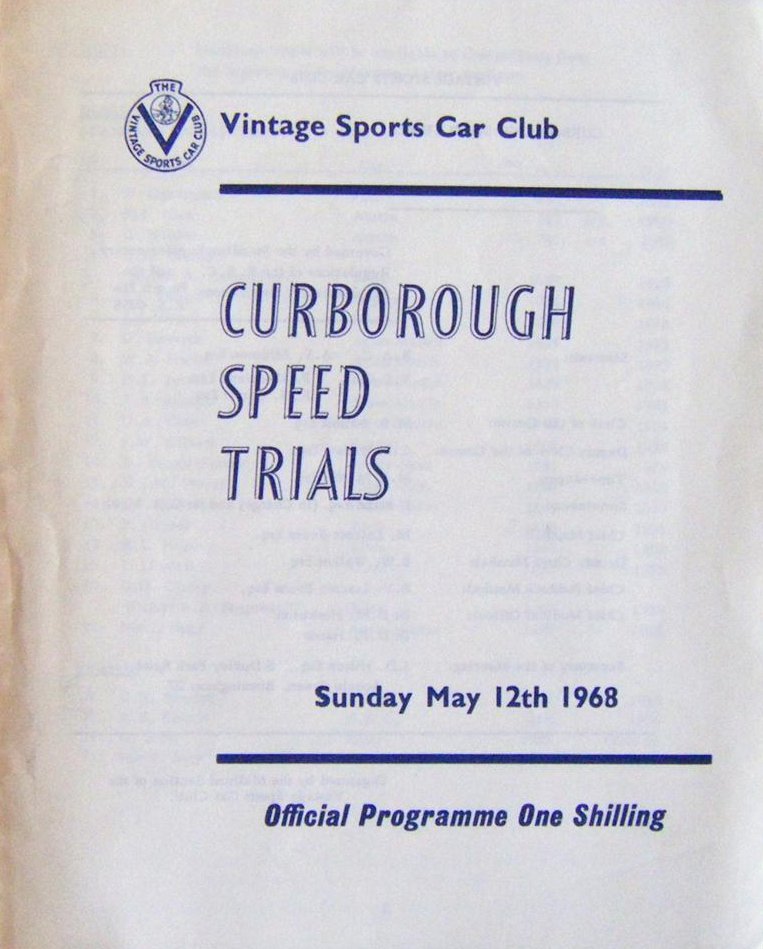 THE
VINTAGE SPORTS CAR CLUB
Vintage Sports Car Club
CURBOROUGH
SPEED
TRIALS
Sunday May 12th 1968
Official Programme One Shilling